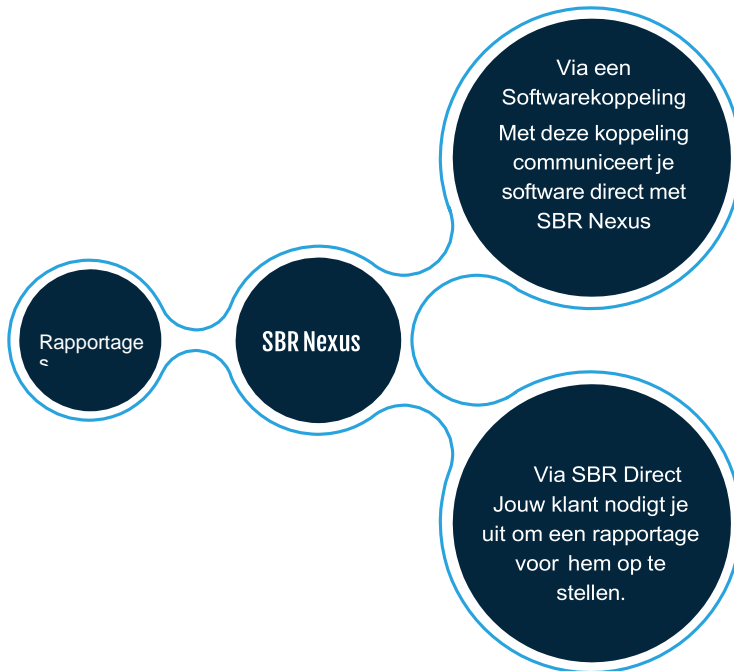 Rapportage
s
SBR Nexus
Via een
Softwarekoppeling
Met deze koppeling
communiceert je
software direct met
SBR Nexus
Via SBR Direct
Jouw klant nodigt je
uit om een rapportage
voor hem op te
stellen.